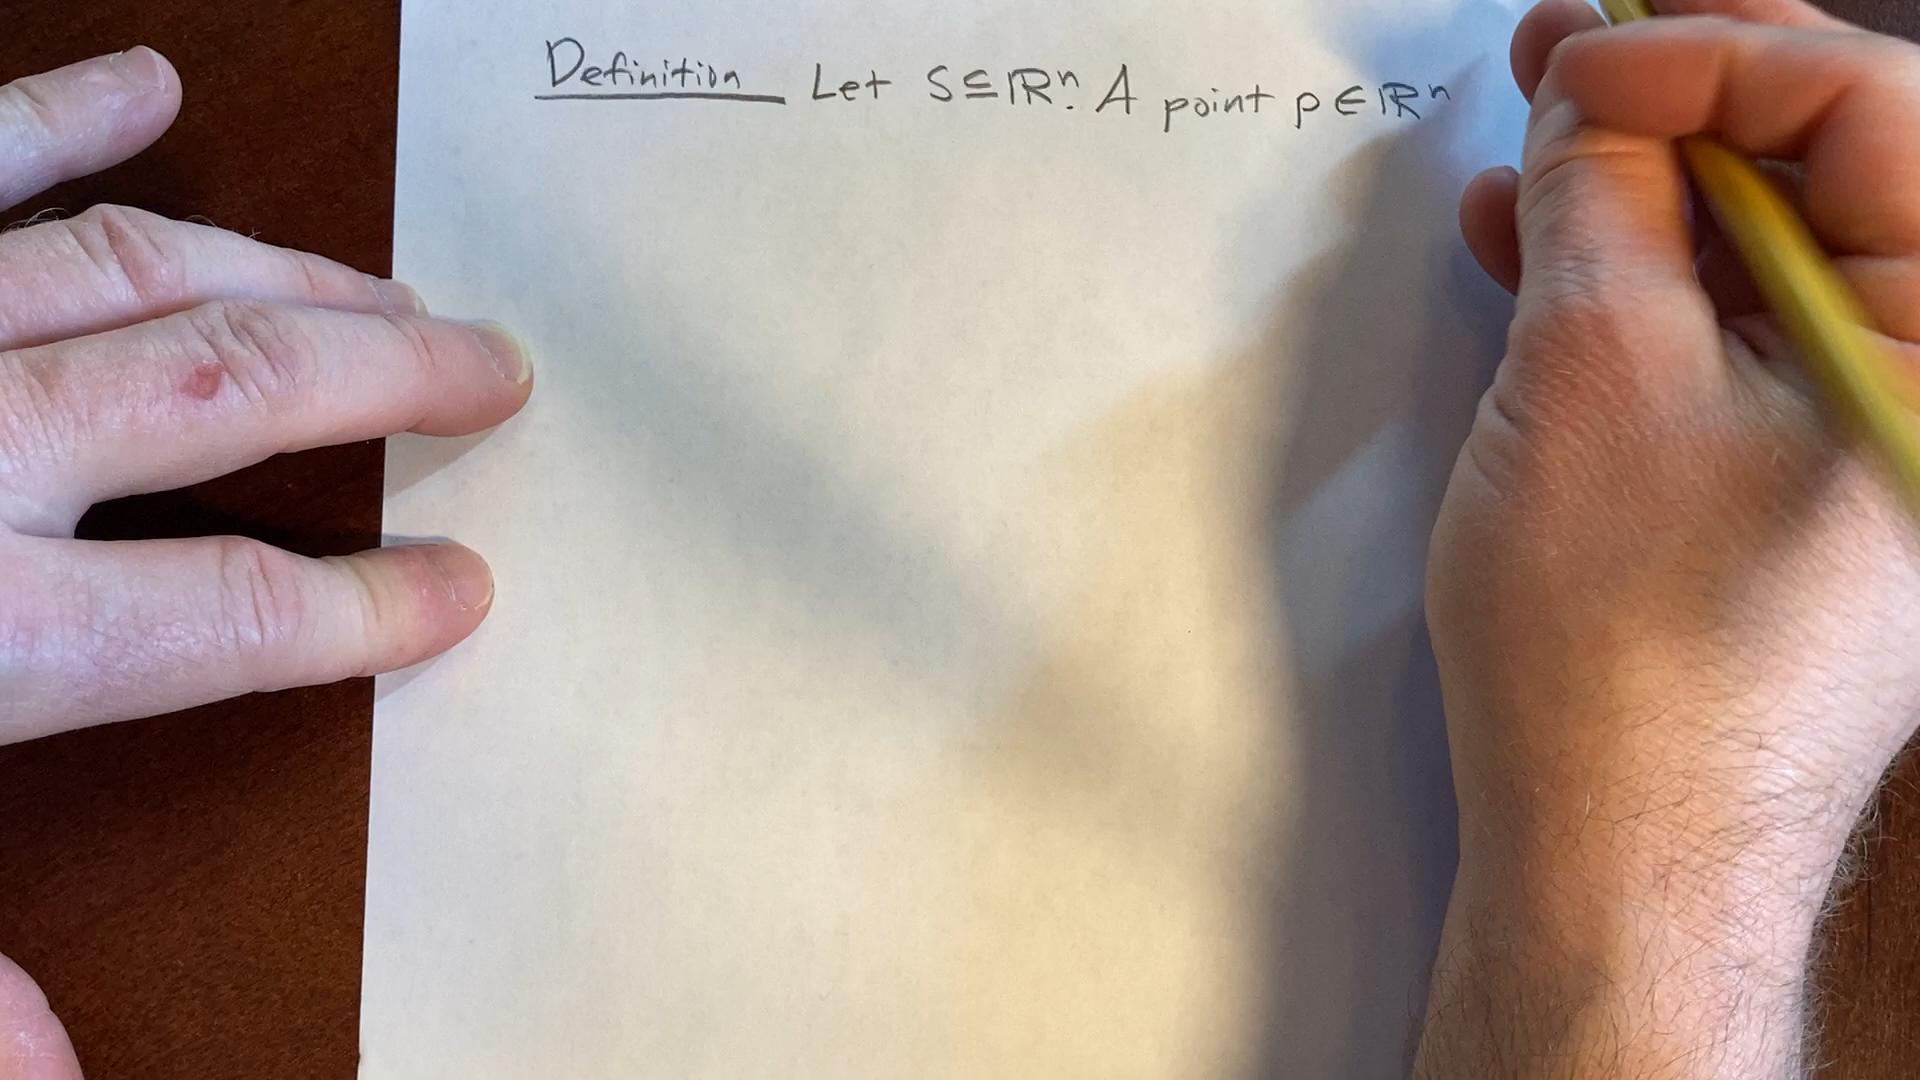 Definition Let S ⊆ ℝⁿ. A point p ∈ ℝⁿ